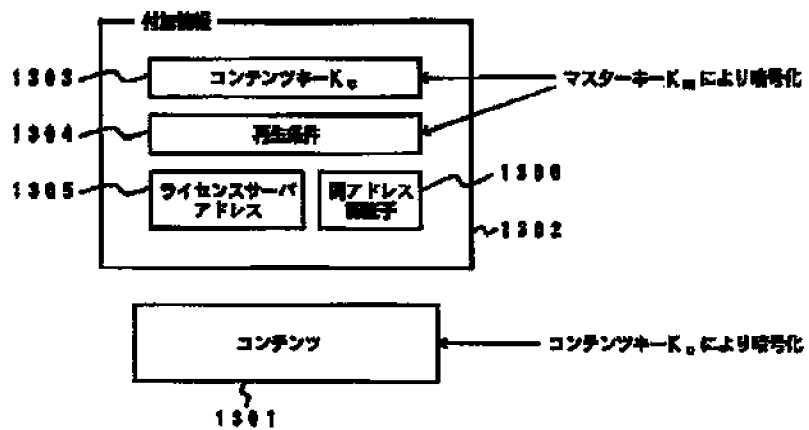 付加情報
1303
コンテンツキーKc
マスターキーKmにより暗号化
1304
再生条件
1305
ライセンスサーバ
アドレス
同アドレス
認証子
1306
1302
コンテンツ
コンテンツキーKcにより暗号化
1301